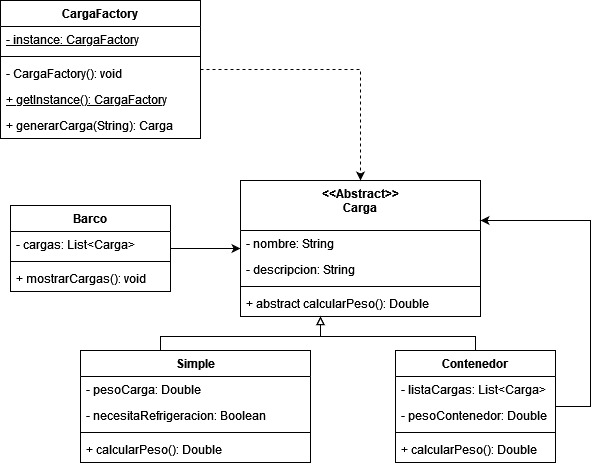 CargaFactory
- instance: CargaFactory
- CargaFactory(): void
+ getInstance(): CargaFactory
+ generarCarga(String): Carga
<<Abstract>>
Carga
- nombre: String
- descripcion: String
+ abstract calcularPeso(): Double
Barco
- cargas: List<Carga>
+ mostrarCargas(): void
Simple
- pesoCarga: Double
- necesitaRefrigeracion: Boolean
+ calcularPeso(): Double
Contenedor
- listaCargas: List<Carga>
- pesoContenedor: Double
+ calcularPeso(): Double